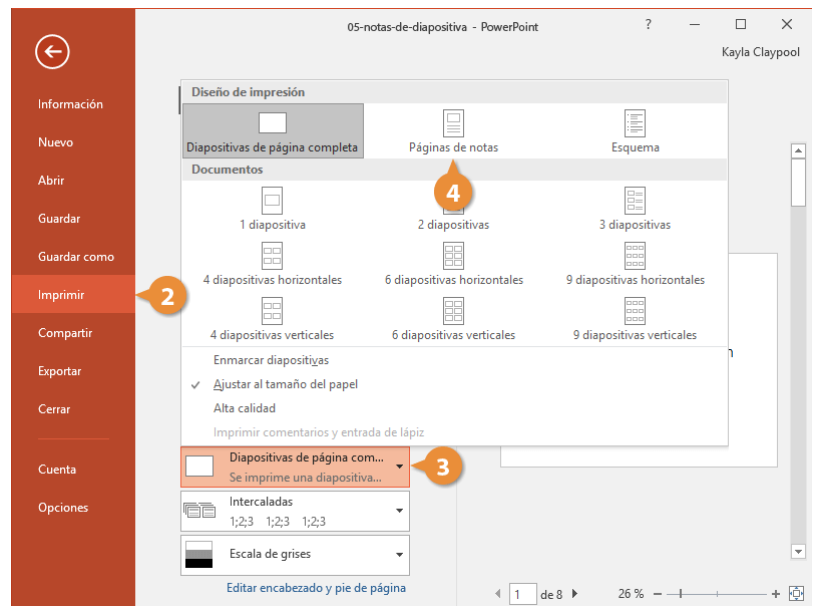 05-notas-de-diapositiva - PowerPoint ?
Kayla Claypool
Información
Nuevo
Abrir
Guardar
Guardar como
Imprimir
Compartir
Exportar
Cerrar
Cuenta
Opciones
2
Diseño de impresión
Diapositivas de página completa
Páginas de notas
Esquema
4
Documentos
1 diapositiva
2 diapositivas
3 diapositivas
4 diapositivas horizontales
6 diapositivas horizontales
9 diapositivas horizontales
4 diapositivas verticales
6 diapositivas verticales
9 diapositivas verticales
Enmarcar diapositivas
✓ Ajustar al tamaño del papel
Alta calidad
Imprimir comentarios y entrada de lápiz
Diapositivas de página com...
Se imprime una diapositiva...
3
Intercaladas
1;2;3 1;2;3 1;2;3
Escala de grises
Editar encabezado y pie de página
n
1 de 8
26 % - +